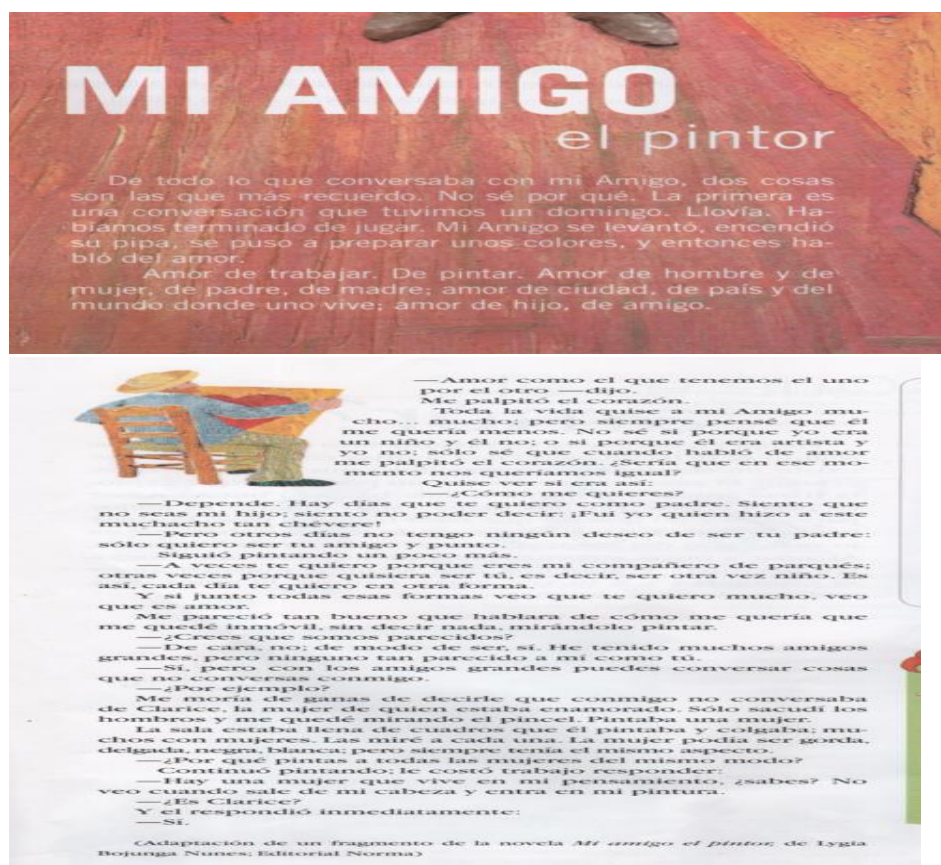 MI AMIGO
el pintor
De todo lo que conversaba con mi Amigo, dos cosas
son las que más recuerdo. No sé por qué. La primera es
una conversación que tuvimos un domingo. Llovía. Ha-
bíamos terminado de jugar. Mi Amigo se levantó, encendió
su pipa, se puso a preparar unos colores, y entonces ha-
bló del amor.
Amor de trabajar. De pintar. Amor de hombre y de
mujer, de padre, de madre; amor de ciudad, de país y del
mundo donde uno vive; amor de hijo, de amigo.
—Amor como el que tenemos el uno
por el otro —dijo.
Me palpitó el corazón.
Toda la vida quise a mi Amigo mu-
cho... mucho; pero siempre pensé que él
me quería menos. No sé si porque yo era
un niño y él no; o si porque él era artista y
yo no; sólo sé que cuando habló de amor
me palpitó el corazón. ¿Sería que en ese mo-
mento nos queríamos igual?
Quise ver si era así:
—¿Cómo me quieres?
—Depende. Hay días que te quiero como padre. Siento que
no seas mi hijo; siento no poder decir: ¡Fui yo quien hizo a este
muchacho tan chévere!
—Pero otros días no tengo ningún deseo de ser tu padre:
sólo quiero ser tu amigo y punto.
Siguió pintando un poco más.
—A veces te quiero porque eres mi compañero de parqués;
otras veces porque quisiera ser tú, es decir, ser otra vez niño. Es
así, cada día te quiero en otra forma.
Y si junto todas esas formas veo que te quiero mucho, veo
que es amor.
Me pareció tan bueno que hablara de cómo me quería que
me quedé inmóvil, sin decir nada, mirándolo pintar.
—¿Crees que somos parecidos?
—De cara, no; de modo de ser, sí. He tenido muchos amigos
grandes, pero ninguno tan parecido a mí como tú.
—Sí, pero con los amigos grandes puedes conversar cosas
que no conversas conmigo.
—¿Por ejemplo?
Me moría de ganas de decirle que conmigo no conversaba
de Clarice, la mujer de quien estaba enamorado. Sólo sacudí los
hombros y me quedé mirando el pincel. Pintaba una mujer.
La sala estaba llena de cuadros que él pintaba y colgaba; mu-
chos con mujeres. Las miré a cada una. La mujer podía ser gorda,
delgada, negra, blanca; pero siempre tenía el mismo aspecto.
—¿Por qué pintas a todas las mujeres del mismo modo?
Continuó pintando; le costó trabajo responder:
—Hay una mujer que vive en mi pensamiento, ¿sabes? No
veo cuando sale de mi cabeza y entra en mi pintura.
—¿Es Clarice?
Y el respondió inmediatamente:
—Sí.
(Adaptación de un fragmento de la novela Mi amigo el pintor, de Lygia
Bojunga Nunes; Editorial Norma)